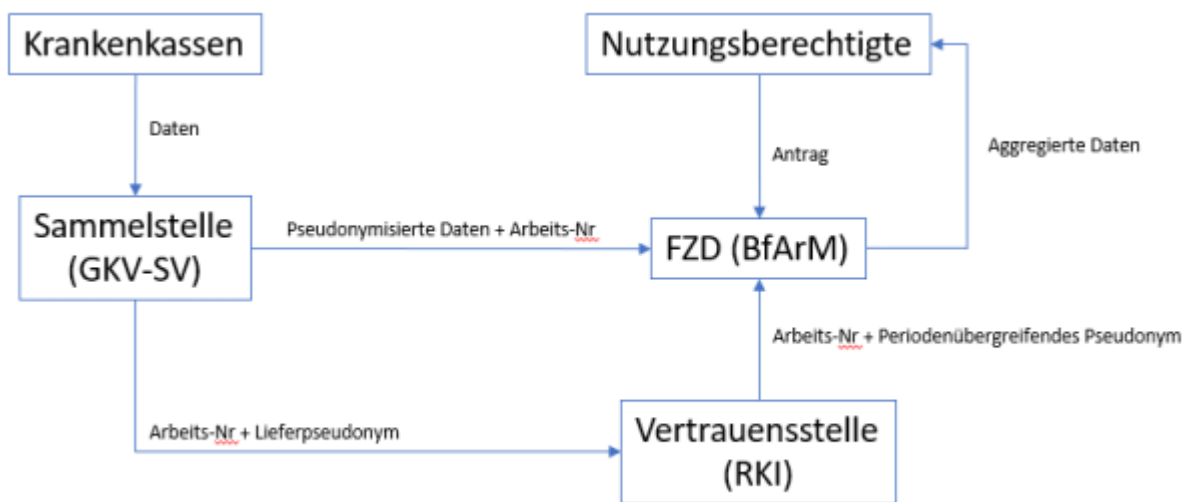 Krankenkassen
Nutzungsberechtigte
Daten
Antrag
Aggregierte Daten
Sammelstelle
(GKV-SV)
Pseudonymisierte Daten + Arbeits-Nr
FZD (BfArM)
Arbeits-Nr + Periodenübergreifendes Pseudonym
Arbeits-Nr + Lieferpseudonym
Vertrauensstelle
(RKI)